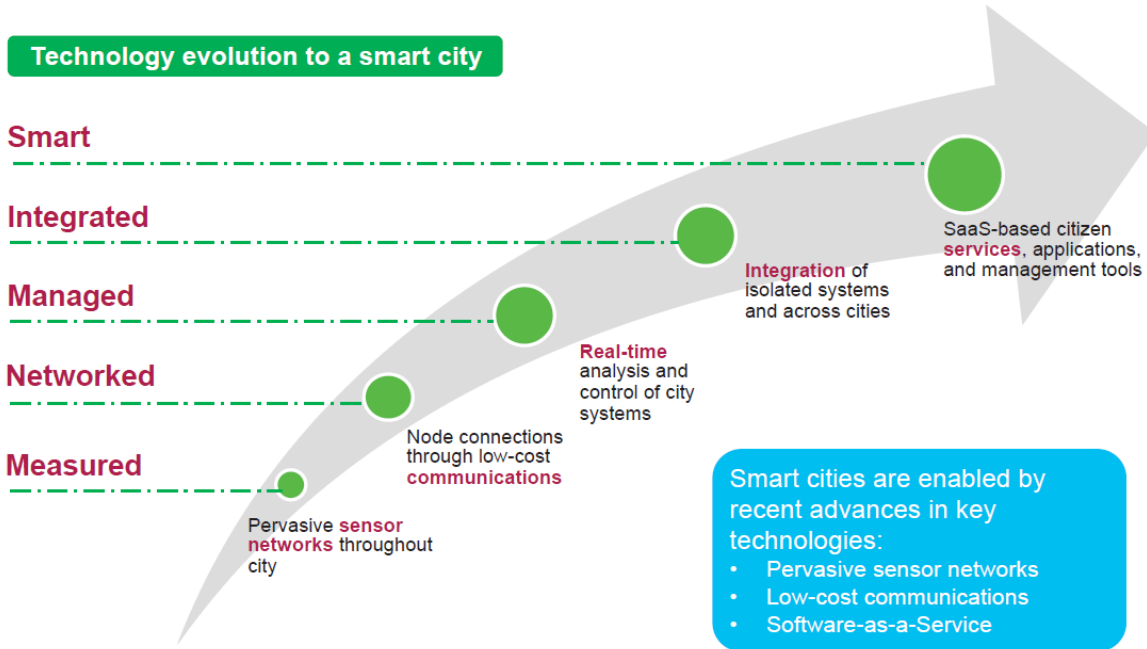 Technology evolution to a smart city
Smart
SaaS-based citizen
services, applications,
and management tools
Integrated
Integration of
isolated systems
and across cities
Managed
Real-time
analysis and
control of city
systems
Networked
Node connections
through low-cost
communications
Measured
Pervasive sensor
networks throughout
city
Smart cities are enabled by
recent advances in key
technologies:
• Pervasive sensor networks
• Low-cost communications
• Software-as-a-Service